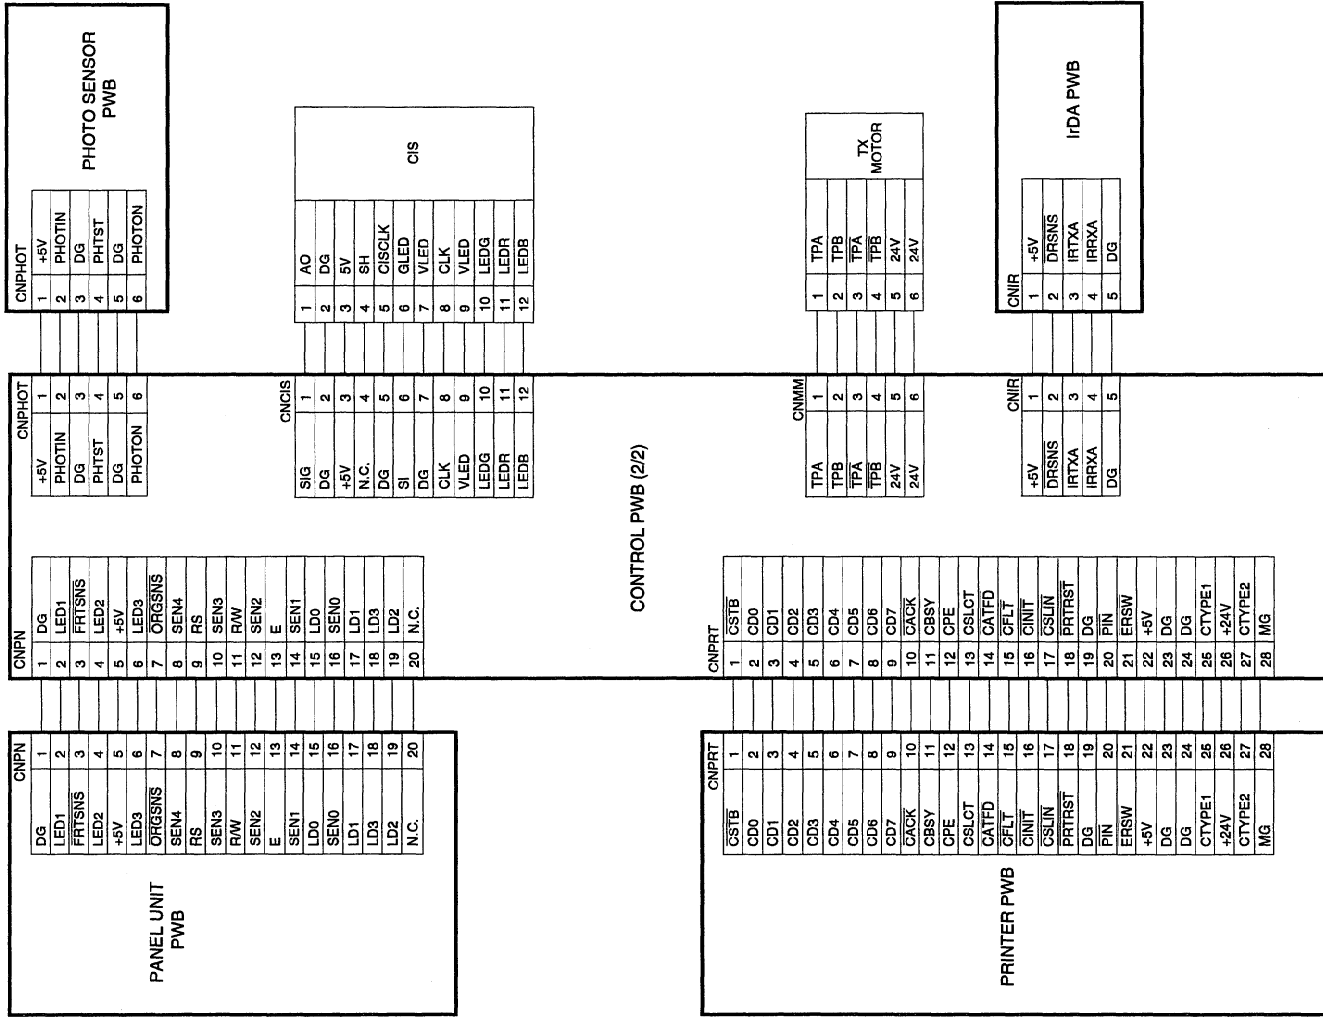 PANEL UNIT
PWB
CNPN
DG 1
LED1 2
FRTSNS 3
LED2 4
+5V 5
LED3 6
ORGSNS 7
SEN4 8
RS 9
SEN3 10
R/W 11
SEN2 12
E 13
SEN1 14
LD0 15
SEN0 16
LD1 17
LD3 18
LD2 19
N.C. 20
CNPN
1 DG
2 LED1
3 FRTSNS
4 LED2
5 +5V
6 LED3
7 ORGSNS
8 SEN4
9 RS
10 SEN3
11 R/W
12 SEN2
13 E
14 SEN1
15 LD0
16 SEN0
17 LD1
18 LD3
19 LD2
20 N.C.
CNPHOT
+5V 1
PHOTIN 2
DG 3
PHTST 4
DG 5
PHOTON 6
CNPHOT
1 +5V
2 PHOTIN
3 DG
4 PHTST
5 DG
6 PHOTON
PHOTO SENSOR
PWB
CNCIS
SIG 1
DG 2
+5V 3
N.C. 4
DG 5
SI 6
DG 7
CLK 8
VLED 9
LEDG 10
LEDR 11
LEDB 12
1 AO
2 DG
3 5V
4 SH
5 CISCLK
6 GLED
7 VLED
8 CLK
9 VLED
10 LEDG
11 LEDR
12 LEDB
CIS
CONTROL PWB (2/2)
PRINTER PWB
CNPRT
CSTB 1
CD0 2
CD1 3
CD2 4
CD3 5
CD4 6
CD5 7
CD6 8
CD7 9
CACK 10
CBSY 11
CPE 12
CSLCT 13
CATFD 14
CFLT 15
CINIT 16
CSLIN 17
PRTRST 18
DG 19
PIN 20
ERSW 21
+5V 22
DG 23
DG 24
CTYPE1 25
+24V 26
CTYPE2 27
MG 28
CNPRT
1 CSTB
2 CD0
3 CD1
4 CD2
5 CD3
6 CD4
7 CD5
8 CD6
9 CD7
10 CACK
11 CBSY
12 CPE
13 CSLCT
14 CATFD
15 CFLT
16 CINIT
17 CSLIN
18 PRTRST
19 DG
20 PIN
21 ERSW
22 +5V
23 DG
24 DG
25 CTYPE1
26 +24V
27 CTYPE2
28 MG
CNMM
TPA 1
TPB 2
TPA 3
TPB 4
24V 5
24V 6
1 TPA
2 TPB
3 TPA
4 TPB
5 24V
6 24V
TX
MOTOR
CNIR
+5V 1
DRSNS 2
IRTXA 3
IRRXA 4
DG 5
CNIR
1 +5V
2 DRSNS
3 IRTXA
4 IRRXA
5 DG
IrDA PWB